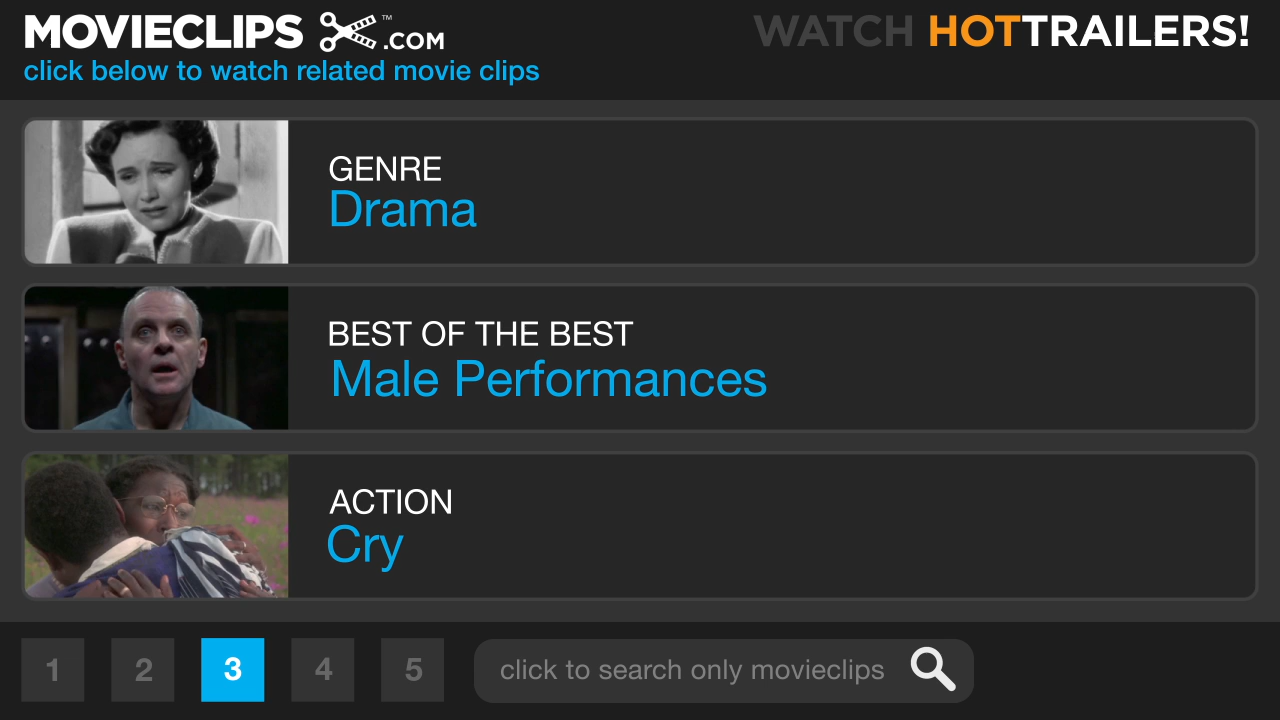 MOVIECLIPS ™ .COM
WATCH HOTTRAILERS!
click below to watch related movie clips
GENRE
Drama
BEST OF THE BEST
Male Performances
ACTION
Cry
1 2 3 4 5 click to search only movieclips